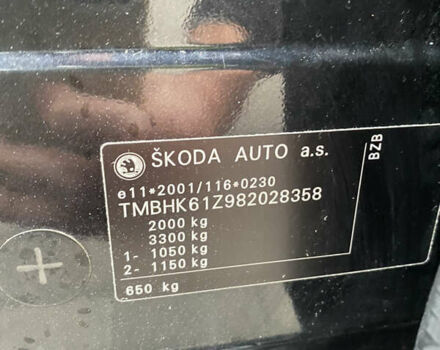 ŠKODA AUTO a.s.
BZB
e11*2001/116*0230
TMBHK61Z982028358
2000 kg
3300 kg
1- 1050 kg
2- 1150 kg
650 kg